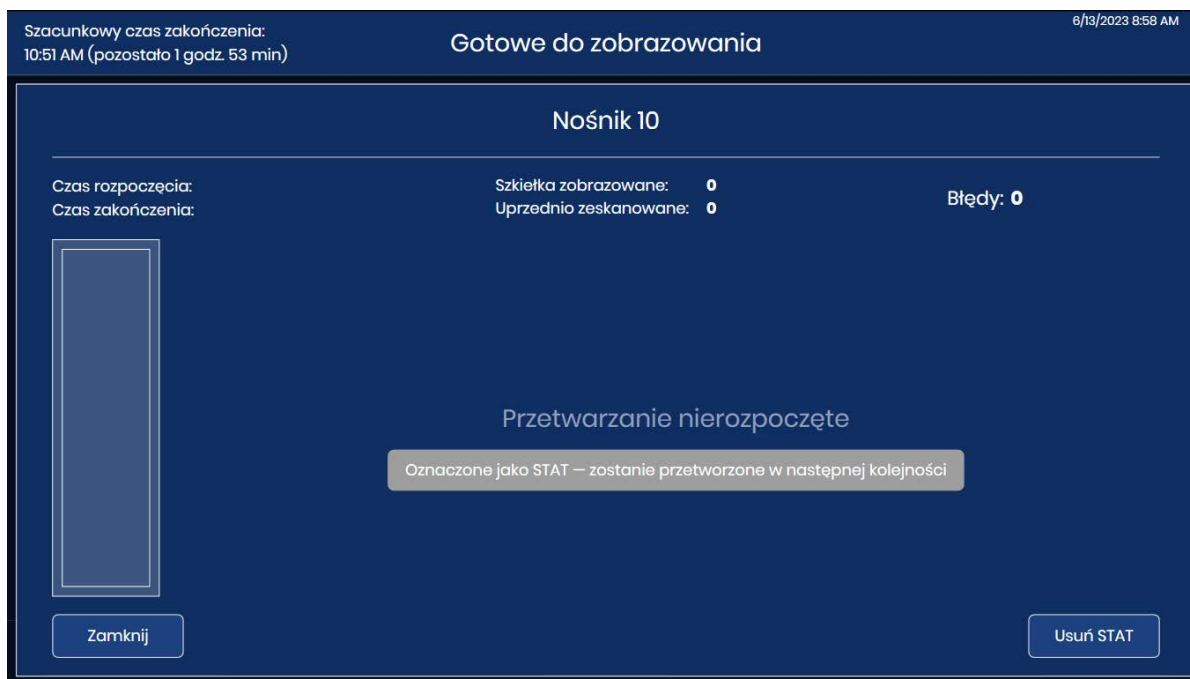 Szacunkowy czas zakończenia:
10:51 AM (pozostało 1 godz. 53 min)
Gotowe do zobrazowania
6/13/2023 8:58 AM
Nośnik 10
Czas rozpoczęcia:
Czas zakończenia:
Szkiełka zobrazowane: 0
Uprzednio zeskanowane: 0
Błędy: 0
Przetwarzanie nierozpoczęte
Oznaczone jako STAT — zostanie przetworzone w następnej kolejności
Zamknij
Usuń STAT